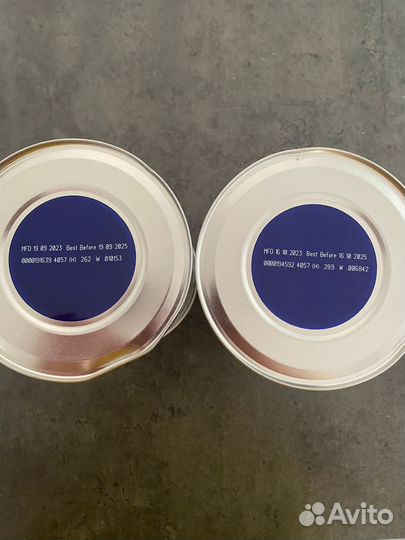 MFD 19 09 2023 Best Before 19 09 2025
0000191639 4057 (H) 262 W 010153
MFD 16 10 2023 Best Before 16 10 2025
0000194592 4057 (H) 289 W 006842
Avito